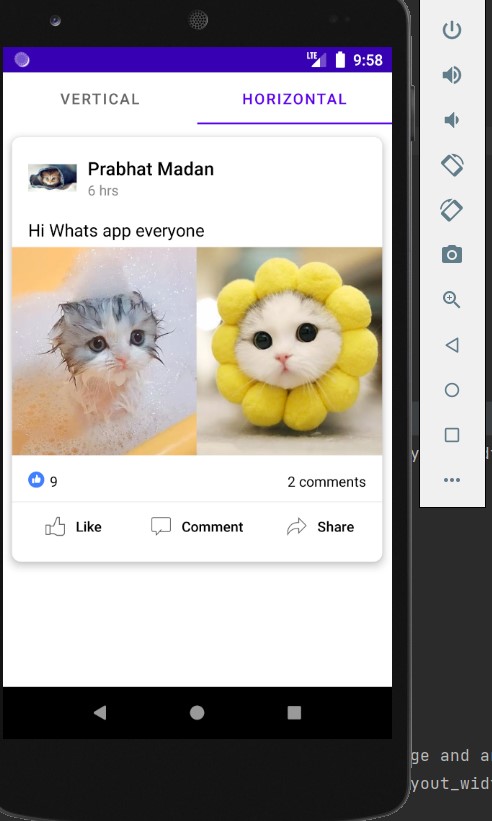 LTE 9:58
VERTICAL HORIZONTAL
Prabhat Madan
6 hrs
Hi Whats app everyone
9 2 comments
Like Comment Share
ge and a
yout_wid